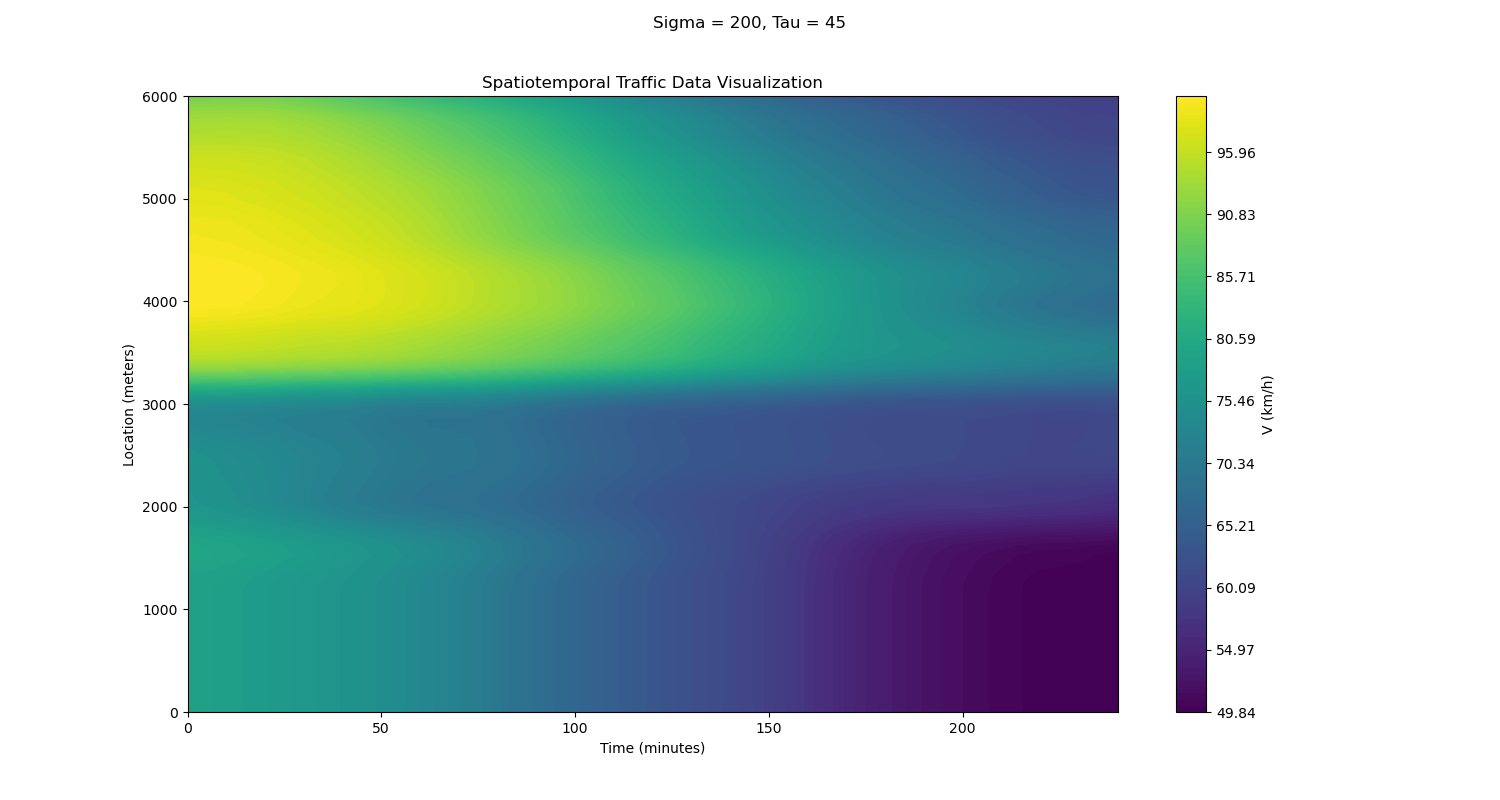 Sigma = 200, Tau = 45
Spatiotemporal Traffic Data Visualization
6000
5000
4000
3000
2000
1000
0
Location (meters)
0 50 100 150 200
Time (minutes)
95.96
90.83
85.71
80.59
75.46
70.34
65.21
60.09
54.97
49.84
V (km/h)